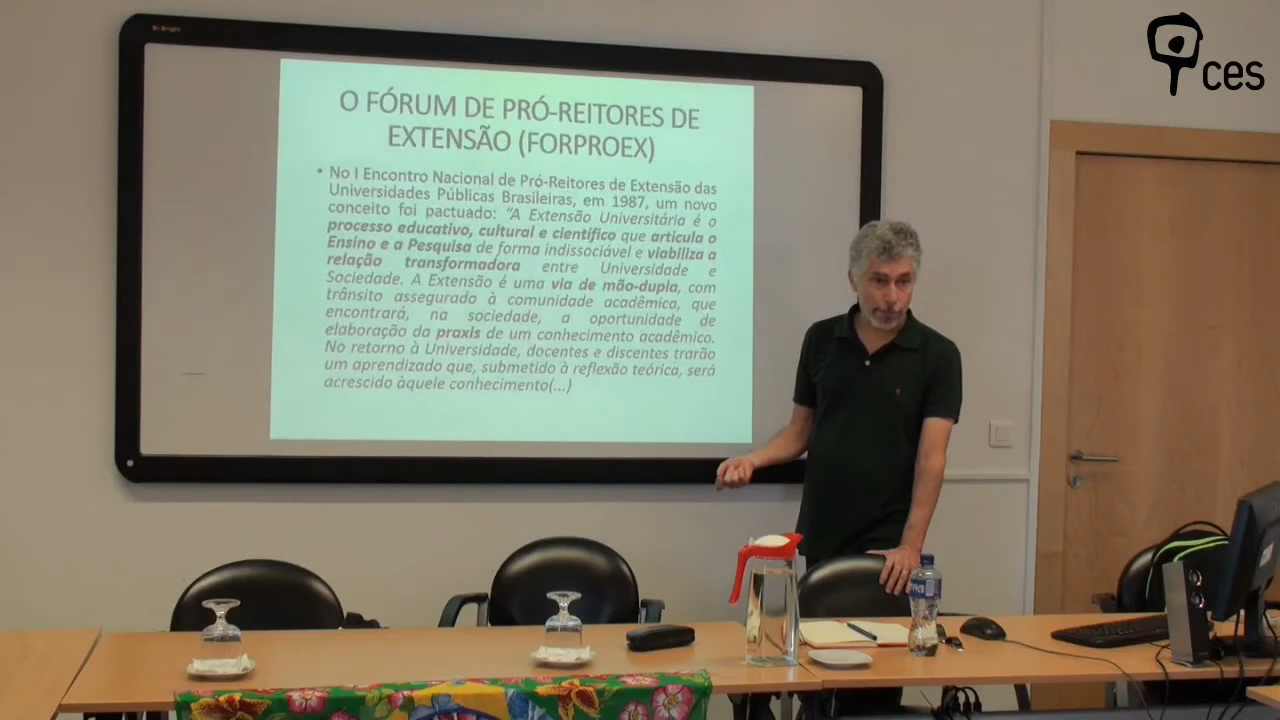 Bi-Bright
ces
O FÓRUM DE PRÓ-REITORES DE
EXTENSÃO (FORPROEX)
• No I Encontro Nacional de Pró-Reitores de Extensão das
Universidades Públicas Brasileiras, em 1987, um novo
conceito foi pactuado: “A Extensão Universitária é o
processo educativo, cultural e científico que articula o
Ensino e a Pesquisa de forma indissociável e viabiliza a
relação transformadora entre Universidade e
Sociedade. A Extensão é uma via de mão-dupla, com
trânsito assegurado à comunidade acadêmica, que
encontrará, na sociedade, a oportunidade de
elaboração da praxis de um conhecimento acadêmico.
No retorno à Universidade, docentes e discentes trarão
um aprendizado que, submetido à reflexão teórica, será
acrescido àquele conhecimento(...)